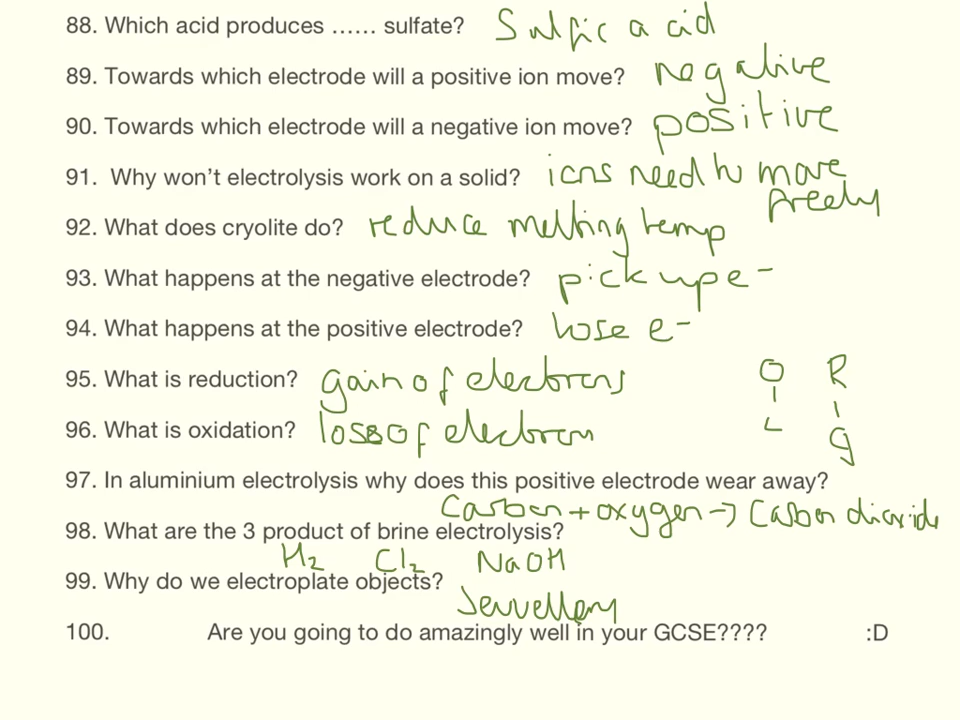 88. Which acid produces ...... sulfate? Sulfic acid
89. Towards which electrode will a positive ion move? negative
90. Towards which electrode will a negative ion move? positive
91. Why won't electrolysis work on a solid? ions need to move
freely
92. What does cryolite do? reduce melting temp
93. What happens at the negative electrode? pick up e-
94. What happens at the positive electrode? lose e-
95. What is reduction? gain of electrons O R
I I
96. What is oxidation? loss of electron L g
97. In aluminium electrolysis why does this positive electrode wear away?
Carbon + oxygen → Carbon dioxide
98. What are the 3 product of brine electrolysis?
H2 Cl2 NaOH
99. Why do we electroplate objects?
Jewellery
100. Are you going to do amazingly well in your GCSE???? :D